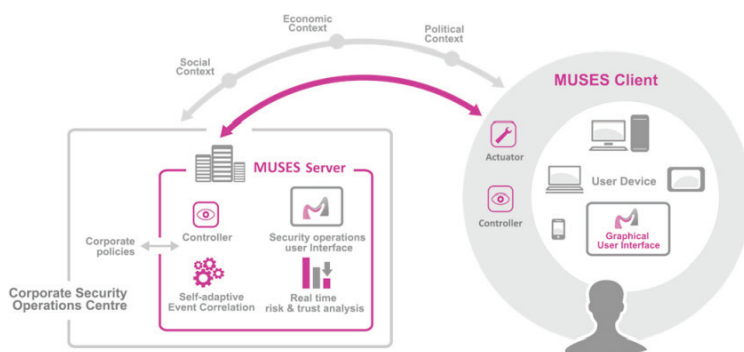 Economic
Context
Political
Context
Social
Context
MUSES Client
MUSES Server
Actuator
User Device
Controller
Graphical
User Interface
Corporate
policies
Controller
Security operations
user Interface
Self-adaptive
Event Correlation
Real time
risk & trust analysis
Corporate Security
Operations Centre